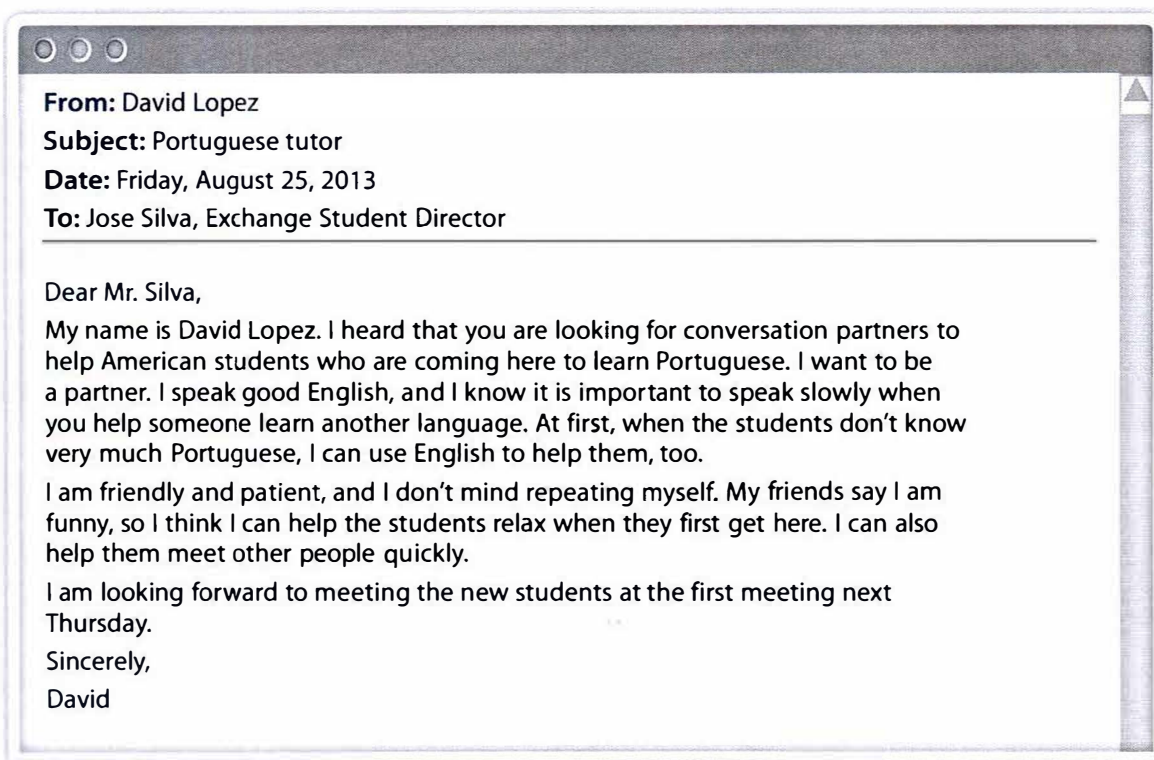 From: David Lopez
Subject: Portuguese tutor
Date: Friday, August 25, 2013
To: Jose Silva, Exchange Student Director
Dear Mr. Silva,
My name is David Lopez. I heard that you are looking for conversation partners to
help American students who are coming here to learn Portuguese. I want to be
a partner. I speak good English, and I know it is important to speak slowly when
you help someone learn another language. At first, when the students don't know
very much Portuguese, I can use English to help them, too.
I am friendly and patient, and I don't mind repeating myself. My friends say I am
funny, so I think I can help the students relax when they first get here. I can also
help them meet other people quickly.
I am looking forward to meeting the new students at the first meeting next
Thursday.
Sincerely,
David